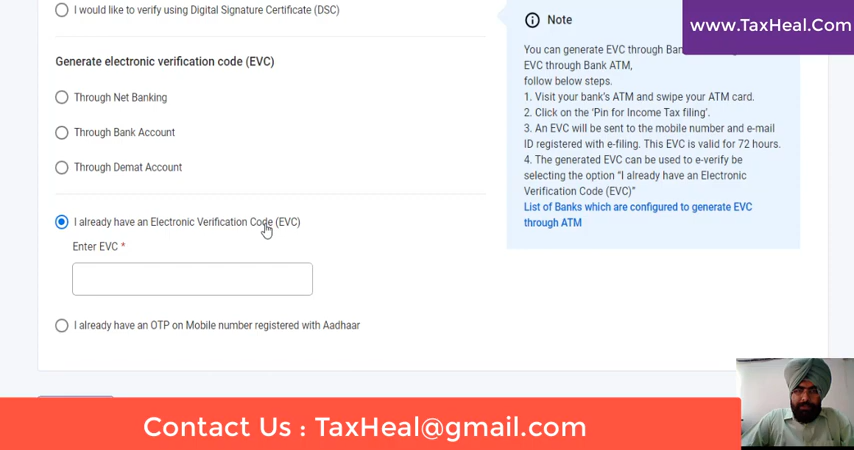 I would like to verify using Digital Signature Certificate (DSC)
Generate electronic verification code (EVC)
Through Net Banking
Through Bank Account
Through Demat Account
I already have an Electronic Verification Code (EVC)
Enter EVC *
I already have an OTP on Mobile number registered with Aadhaar
Note
You can generate EVC through Ban
EVC through Bank ATM,
follow below steps.
1. Visit your bank's ATM and swipe your ATM card.
2. Click on the 'Pin for Income Tax filing'.
3. An EVC will be sent to the mobile number and e-mail
ID registered with e-filing. This EVC is valid for 72 hours.
4. The generated EVC can be used to e-verify be
selecting the option "I already have an Electronic
Verification Code (EVC)"
List of Banks which are configured to generate EVC
through ATM
www.TaxHeal.Com
Contact Us : TaxHeal@gmail.com